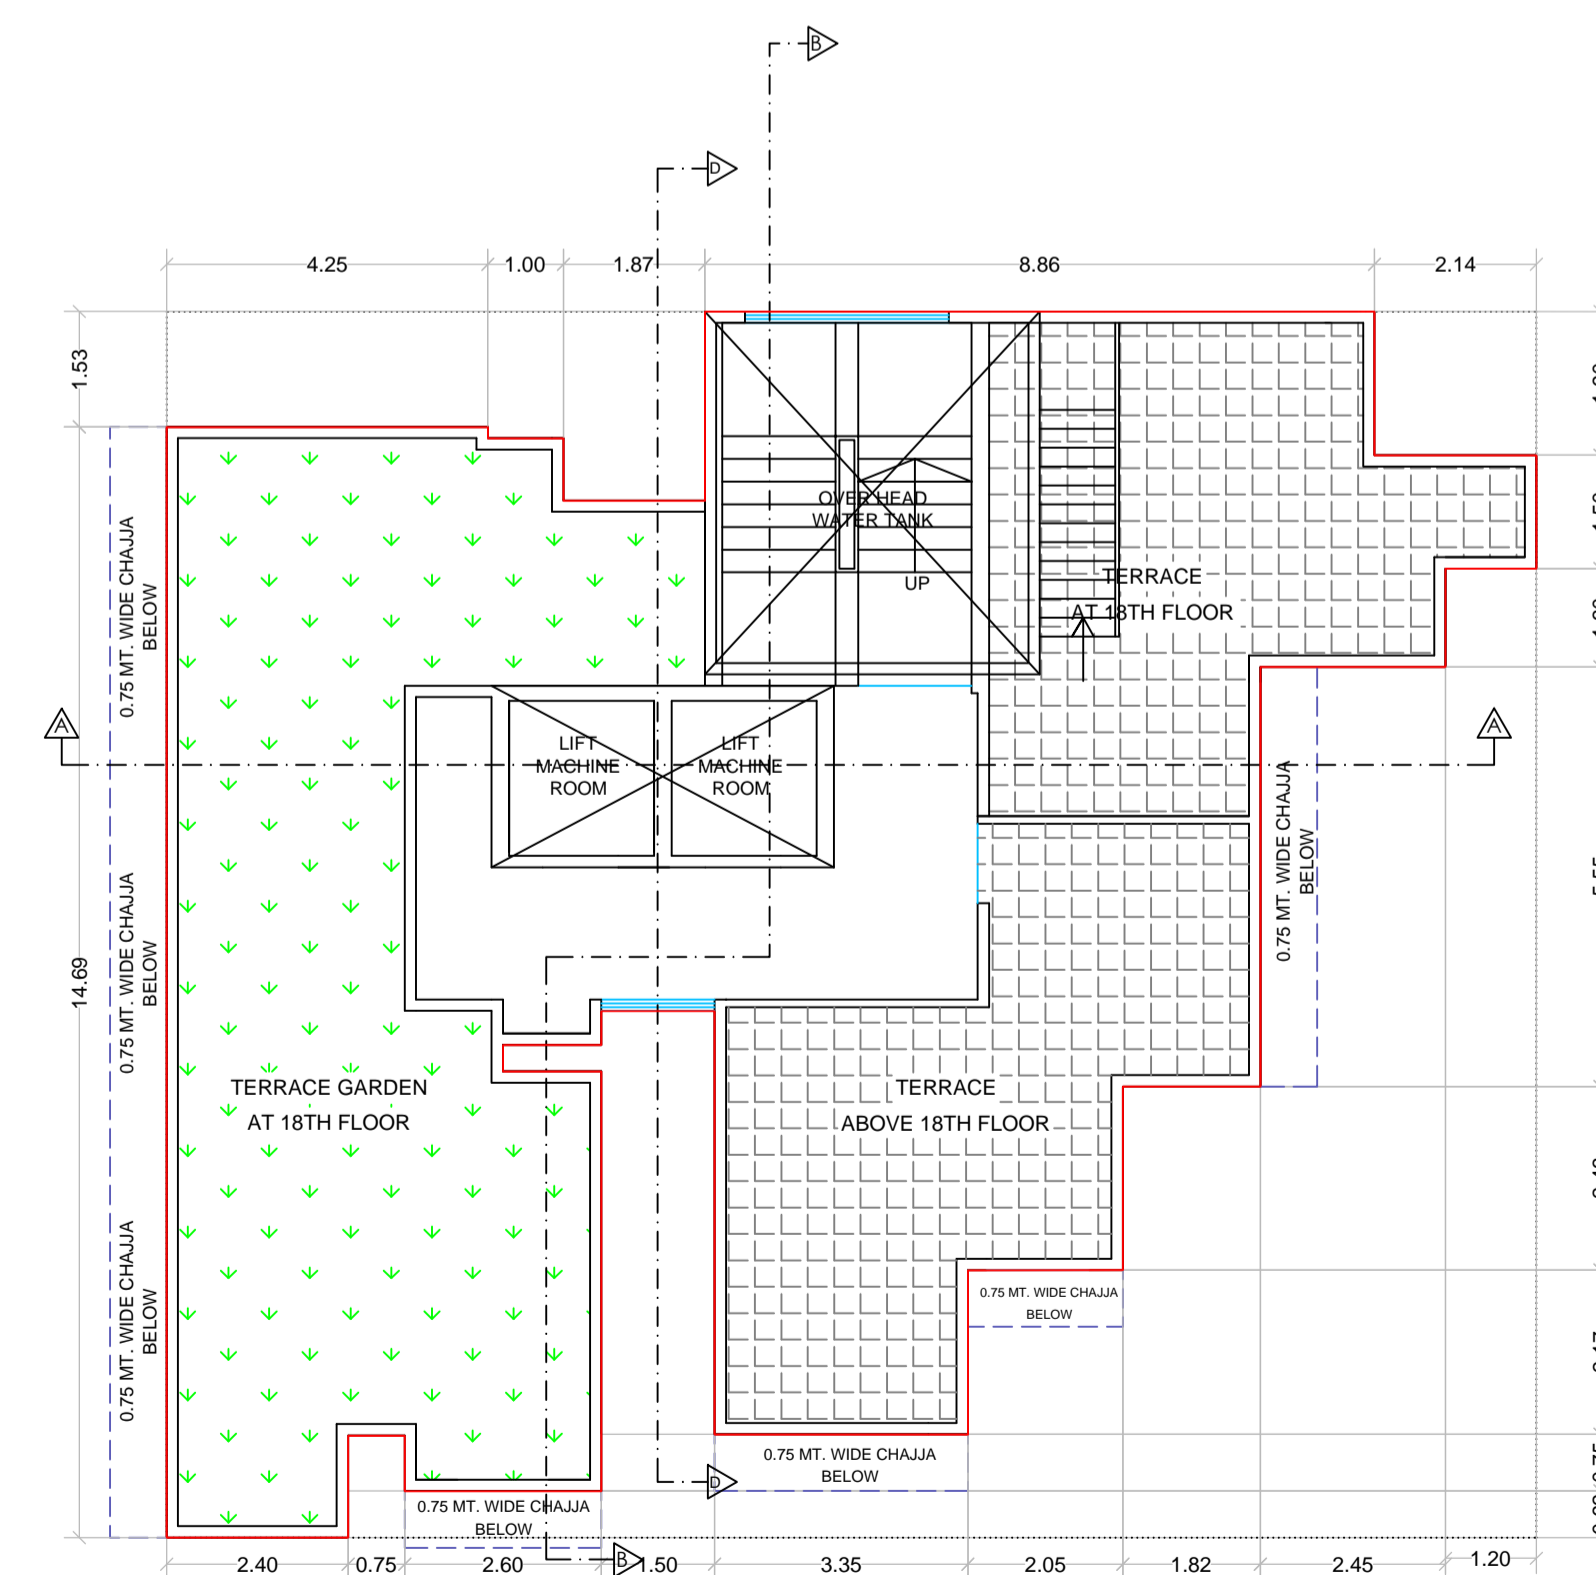 B
D
4.25
1.00
1.87
8.86
2.14
1.53
14.69
0.75 MT. WIDE CHAJJA
BELOW
OVER HEAD
WATER TANK
UP
TERRACE
AT 18TH FLOOR
A
A
LIFT
MACHINE
ROOM
LIFT
MACHINE
ROOM
0.75 MT. WIDE CHAJJA
BELOW
0.75 MT. WIDE CHAJJA
BELOW
TERRACE GARDEN
AT 18TH FLOOR
TERRACE
ABOVE 18TH FLOOR
0.75 MT. WIDE CHAJJA
BELOW
0.75 MT. WIDE CHAJJA
BELOW
0.75 MT. WIDE CHAJJA
BELOW
D
0.75 MT. WIDE CHAJJA
BELOW
B
2.40
0.75
2.60
1.50
3.35
2.05
1.82
2.45
1.20